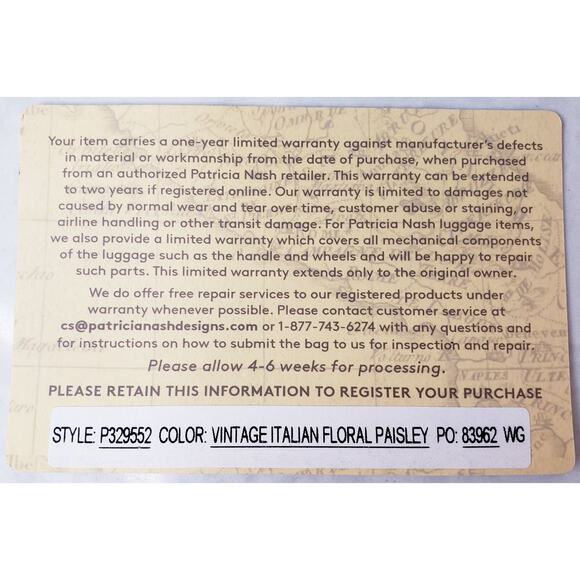 Your item carries a one-year limited warranty against manufacturer's defects
in material or workmanship from the date of purchase, when purchased
from an authorized Patricia Nash retailer. This warranty can be extended
to two years if registered online. Our warranty is limited to damages not
caused by normal wear and tear over time, customer abuse or staining, or
airline handling or other transit damage. For Patricia Nash luggage items,
we also provide a limited warranty which covers all mechanical components
of the luggage such as the handle and wheels and will be happy to repair
such parts. This limited warranty extends only to the original owner.
We do offer free repair services to our registered products under
warranty whenever possible. Please contact customer service at
cs@patricianashdesigns.com or 1-877-743-6274 with any questions and
for instructions on how to submit the bag to us for inspection and repair.
Please allow 4-6 weeks for processing.
PLEASE RETAIN THIS INFORMATION TO REGISTER YOUR PURCHASE
STYLE: P329552 COLOR: VINTAGE ITALIAN FLORAL PAISLEY PO: 83962 WG